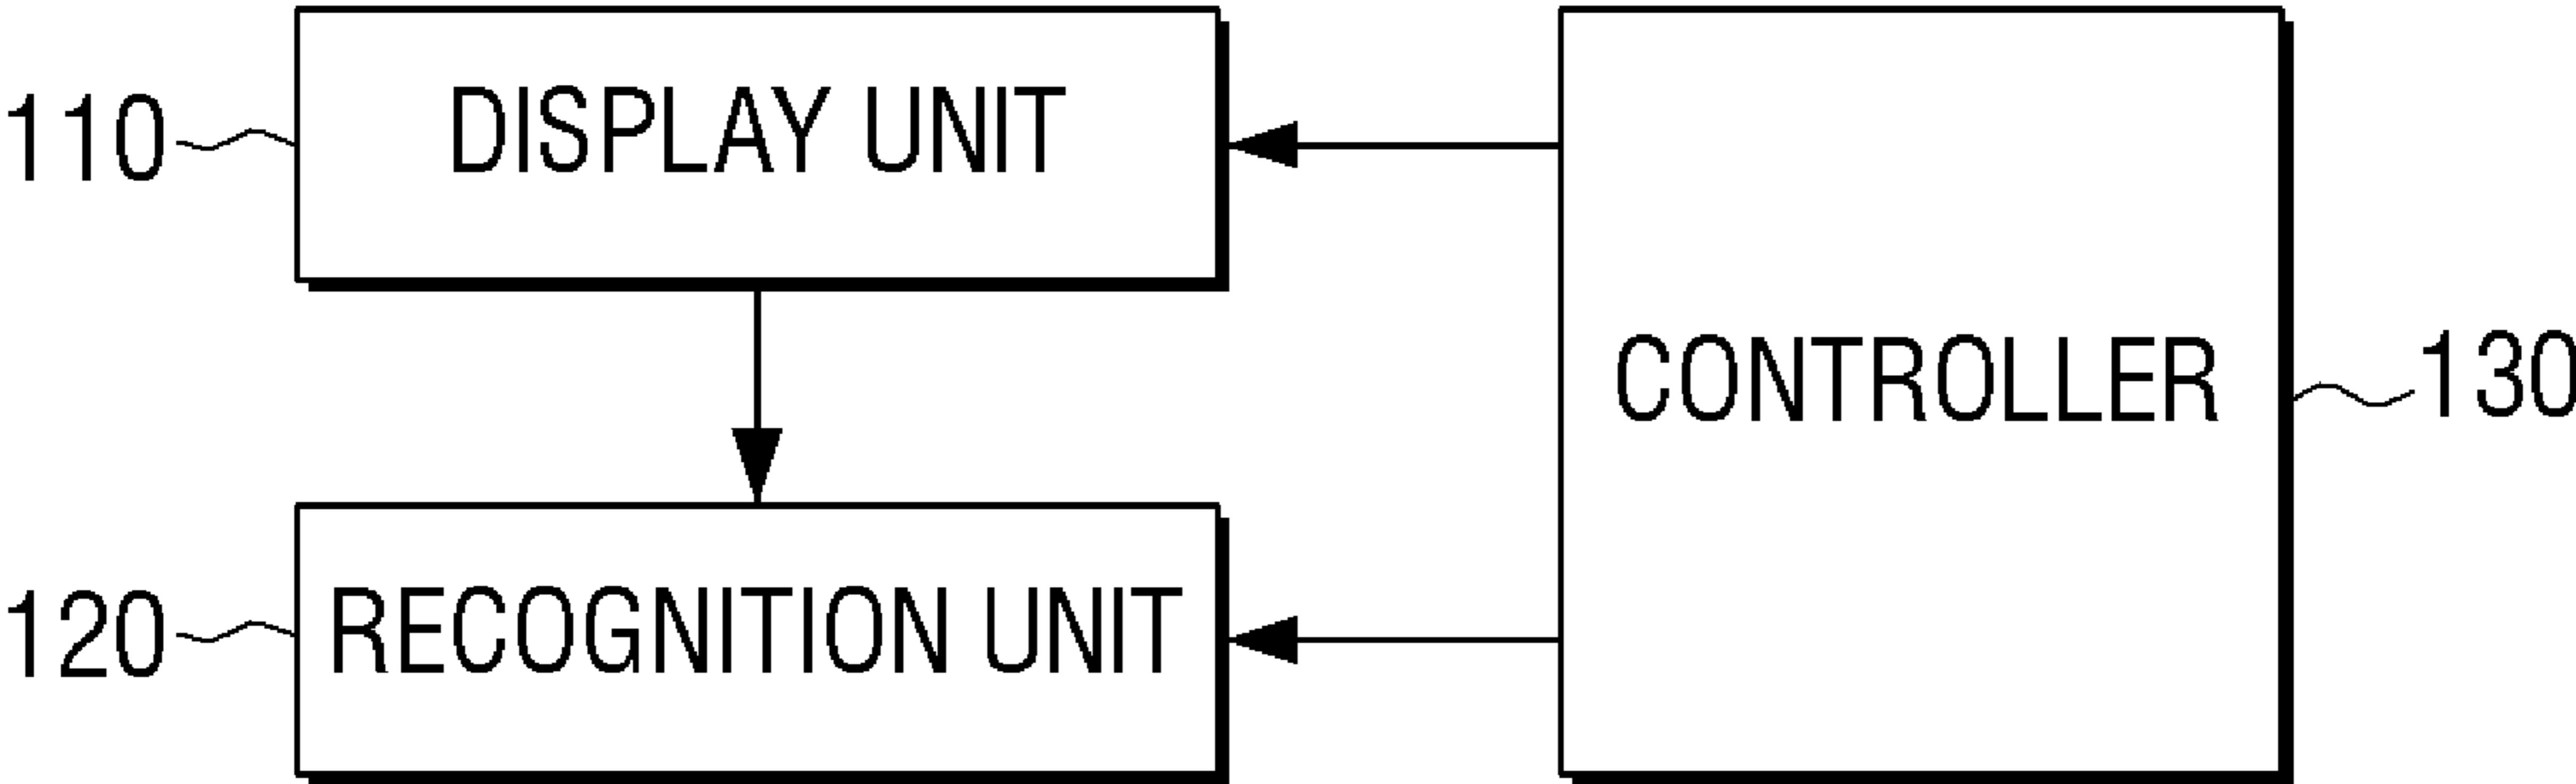 110
DISPLAY UNIT
CONTROLLER
130
120
RECOGNITION UNIT